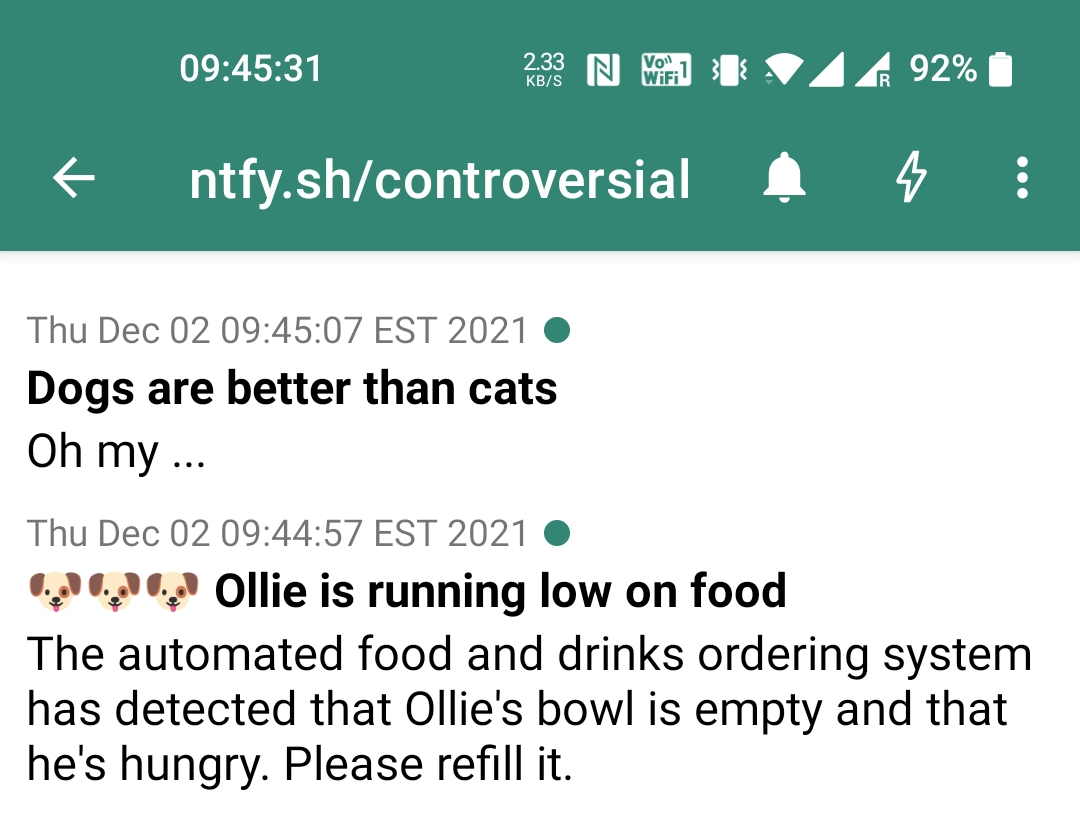 09:45:31 2.33 KB/S Vo WiFi 1 R 92%
ntfy.sh/controversial
Thu Dec 02 09:45:07 EST 2021
Dogs are better than cats
Oh my ...
Thu Dec 02 09:44:57 EST 2021
🐶🐶🐶 Ollie is running low on food
The automated food and drinks ordering system
has detected that Ollie's bowl is empty and that
he's hungry. Please refill it.